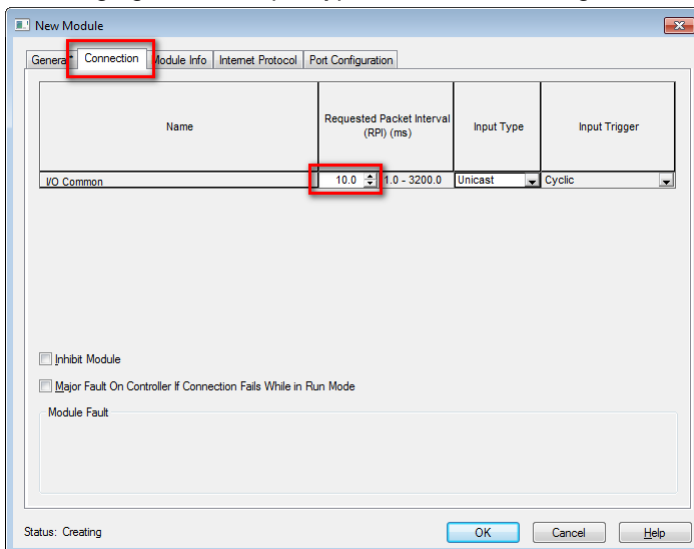 New Module
General* Connection Module Info Internet Protocol Port Configuration
Name
Requested Packet Interval
(RPI) (ms)
Input Type
Input Trigger
I/O Common 10.0 1.0 - 3200.0 Unicast Cyclic
Inhibit Module
Major Fault On Controller If Connection Fails While in Run Mode
Module Fault
Status: Creating OK Cancel Help